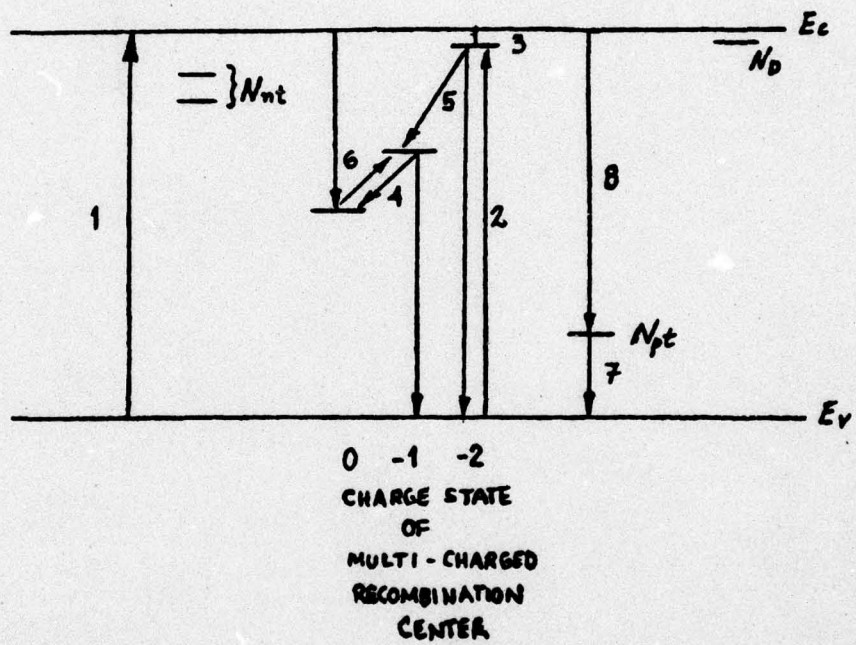 Ec
3
ND
} Nnt
5
6
4
1
2
8
Npt
7
Ev
0 -1 -2
CHARGE STATE
OF
MULTI-CHARGED
RECOMBINATION
CENTER